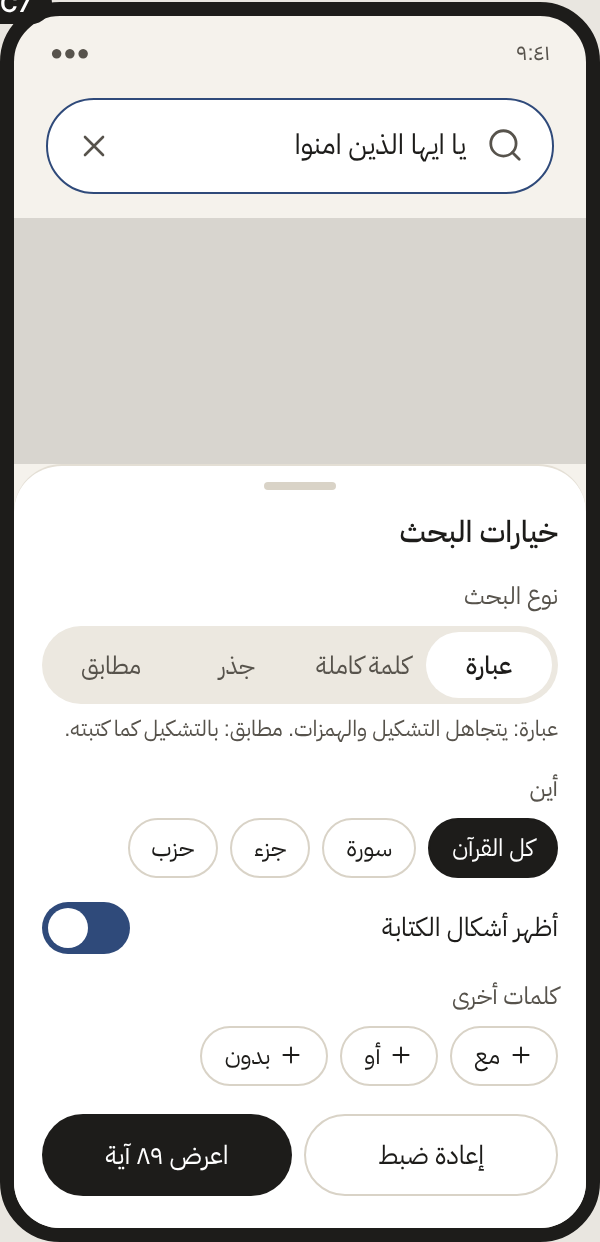 C7
٩:٤١
يا ايها الذين امنوا
خيارات البحث
نوع البحث
عبارة كلمة كاملة جذر مطابق
عبارة: يتجاهل التشكيل والهمزات. مطابق: بالتشكيل كما كتبته.
أين
كل القرآن سورة جزء حزب
أظهر أشكال الكتابة
كلمات أخرى
+ مع + أو + بدون
إعادة ضبط اعرض ٨٩ آية